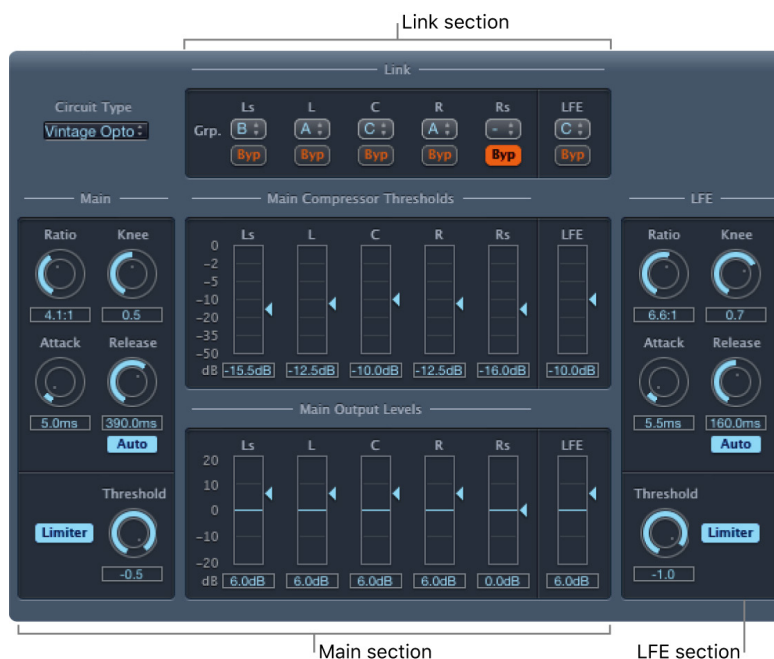 Link section
Link
Circuit Type
Vintage Opto
Ls L C R Rs LFE
Grp. B A C A - C
Byp Byp Byp Byp Byp Byp
Main
Ratio Knee
4.1:1 0.5
Attack Release
5.0ms 390.0ms
Auto
Threshold
Limiter
-0.5
Main Compressor Thresholds
Ls L C R Rs LFE
0
-2
-5
-10
-20
-35
-50
dB -15.5dB -12.5dB -10.0dB -12.5dB -16.0dB -10.0dB
Main Output Levels
Ls L C R Rs LFE
20
10
0
-10
-20
dB 6.0dB 6.0dB 6.0dB 6.0dB 0.0dB 6.0dB
LFE
Ratio Knee
6.6:1 0.7
Attack Release
5.5ms 160.0ms
Auto
Threshold
Limiter
-1.0
Main section
LFE section